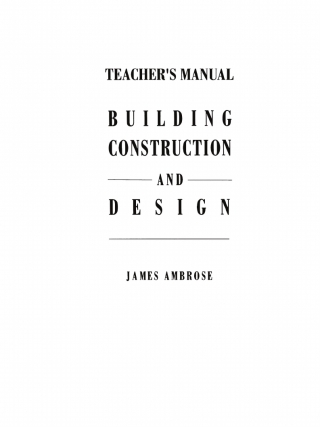 TEACHER'S MANUAL
BUILDING
CONSTRUCTION
AND
DESIGN
JAMES AMBROSE